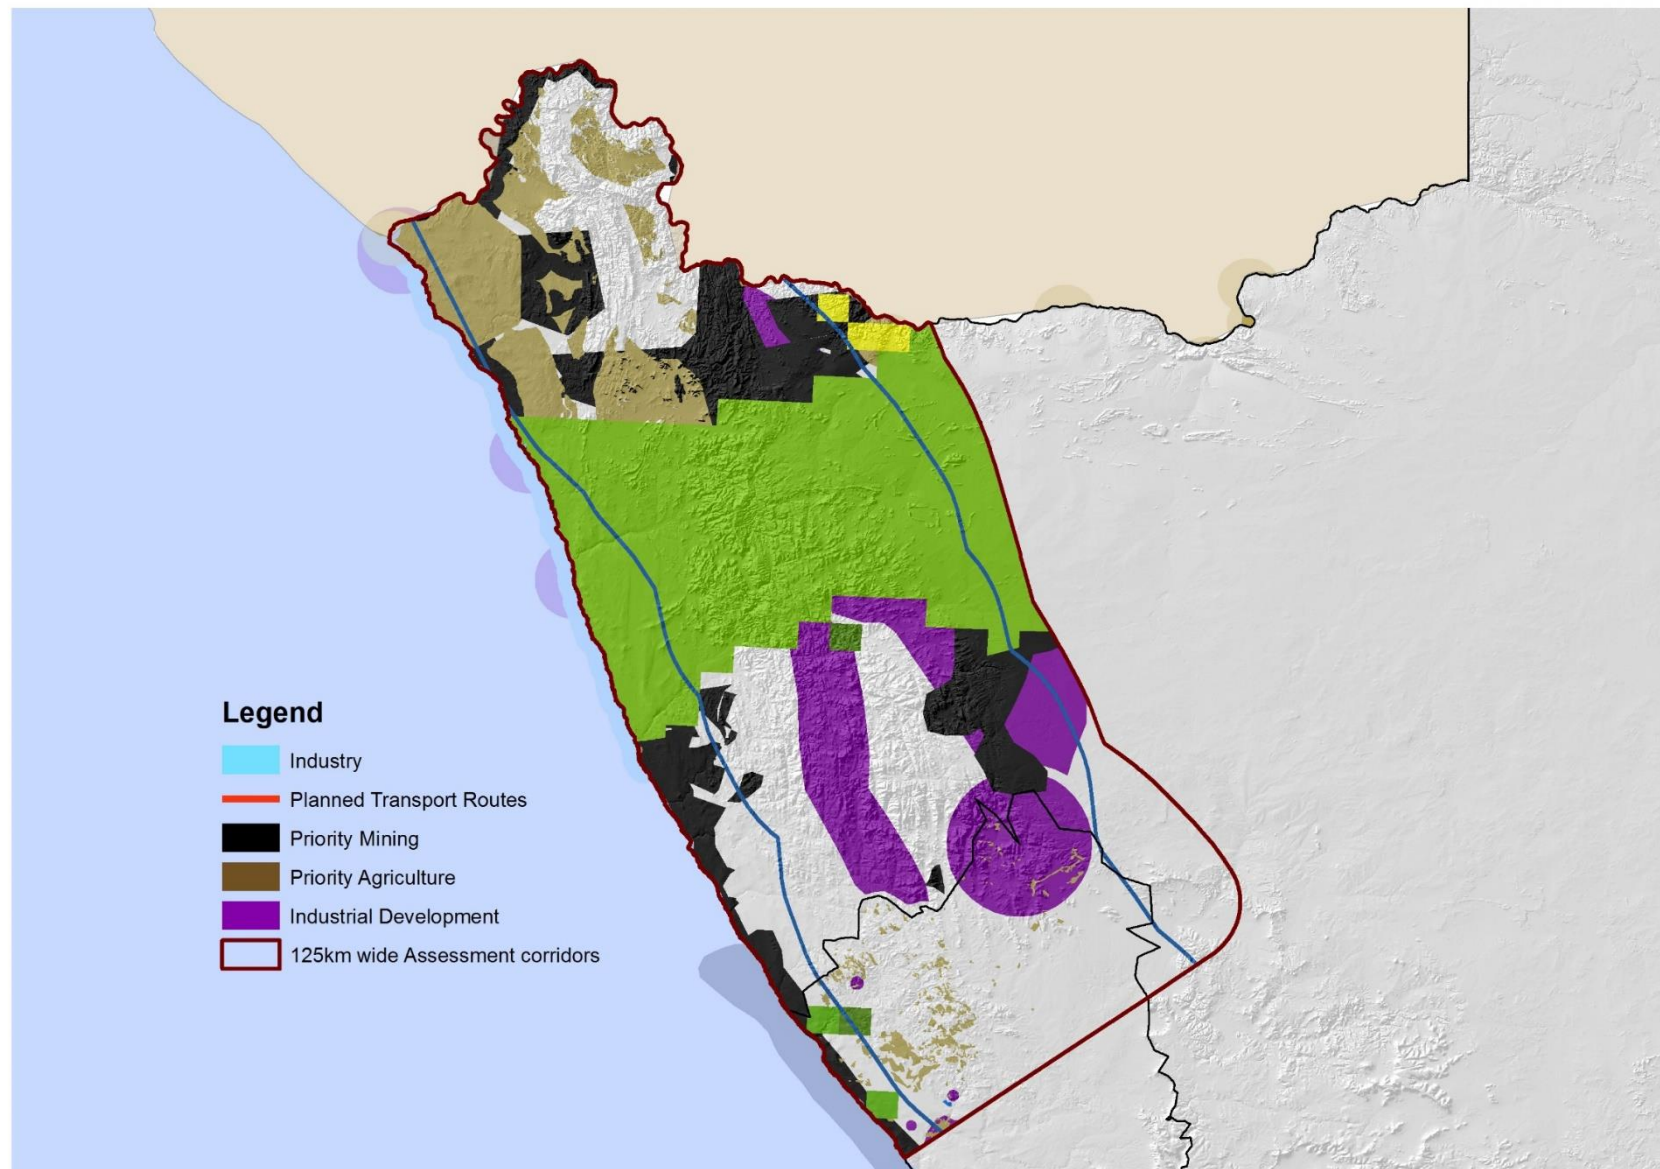 Legend
Industry
Planned Transport Routes
Priority Mining
Priority Agriculture
Industrial Development
125km wide Assessment corridors